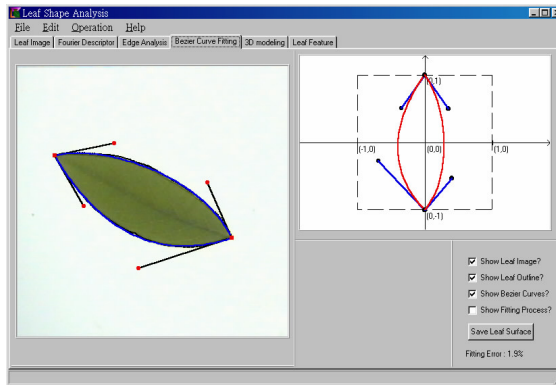 Leaf Shape Analysis
File Edit Operation Help
Leaf Image Fourier Descriptor Edge Analysis Bezier Curve Fitting 3D modeling Leaf Feature
(0,1)
(-1,0) (0,0) (1,0)
(0,-1)
Show Leaf Image?
Show Leaf Outline?
Show Bezier Curves?
Show Fitting Process?
Save Leaf Surface
Fitting Error : 1.9%